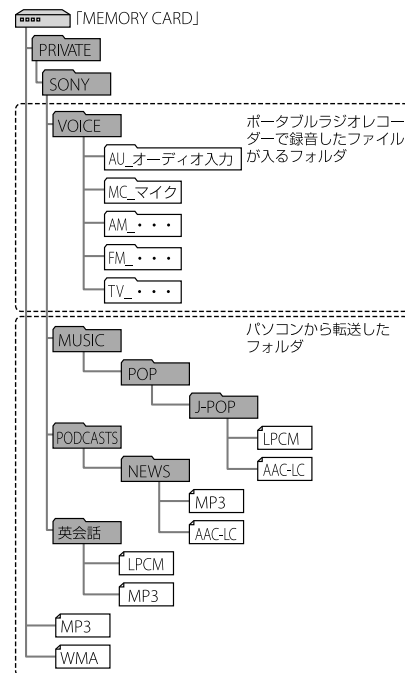 「MEMORY CARD」
PRIVATE
SONY
VOICE
ポータブルラジオレコー
ダーで録音したファイル
が入るフォルダ
AU_オーディオ入力
MC_マイク
AM_・・・
FM_・・・
TV_・・・
パソコンから転送した
フォルダ
MUSIC
POP
J-POP
LPCM
AAC-LC
PODCASTS
NEWS
MP3
AAC-LC
英会話
LPCM
MP3
MP3
WMA